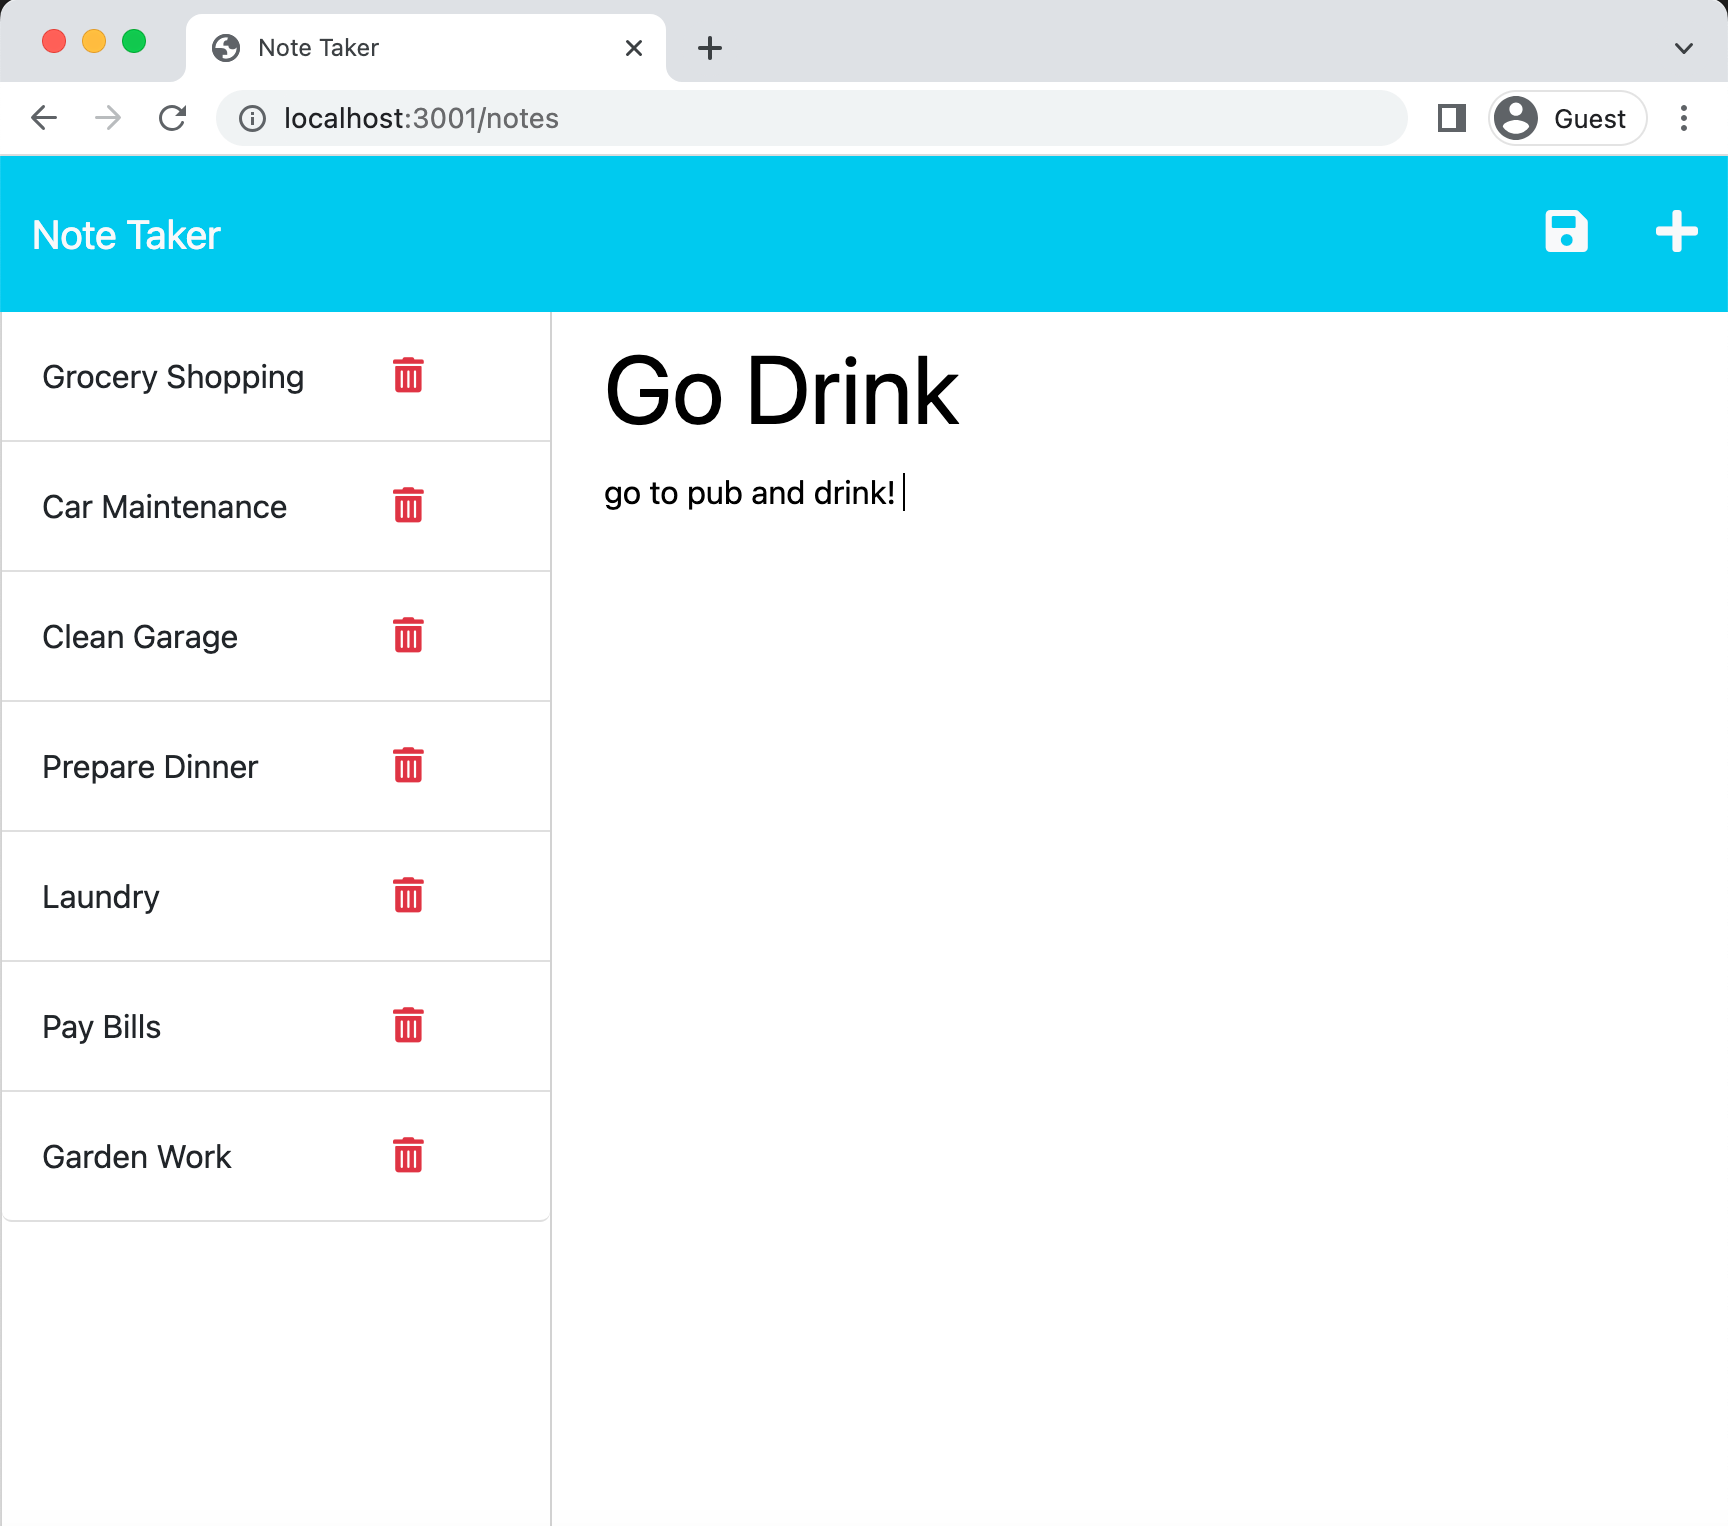 Note Taker
localhost:3001/notes
Guest
Note Taker
Grocery Shopping
Car Maintenance
Clean Garage
Prepare Dinner
Laundry
Pay Bills
Garden Work
Go Drink
go to pub and drink!